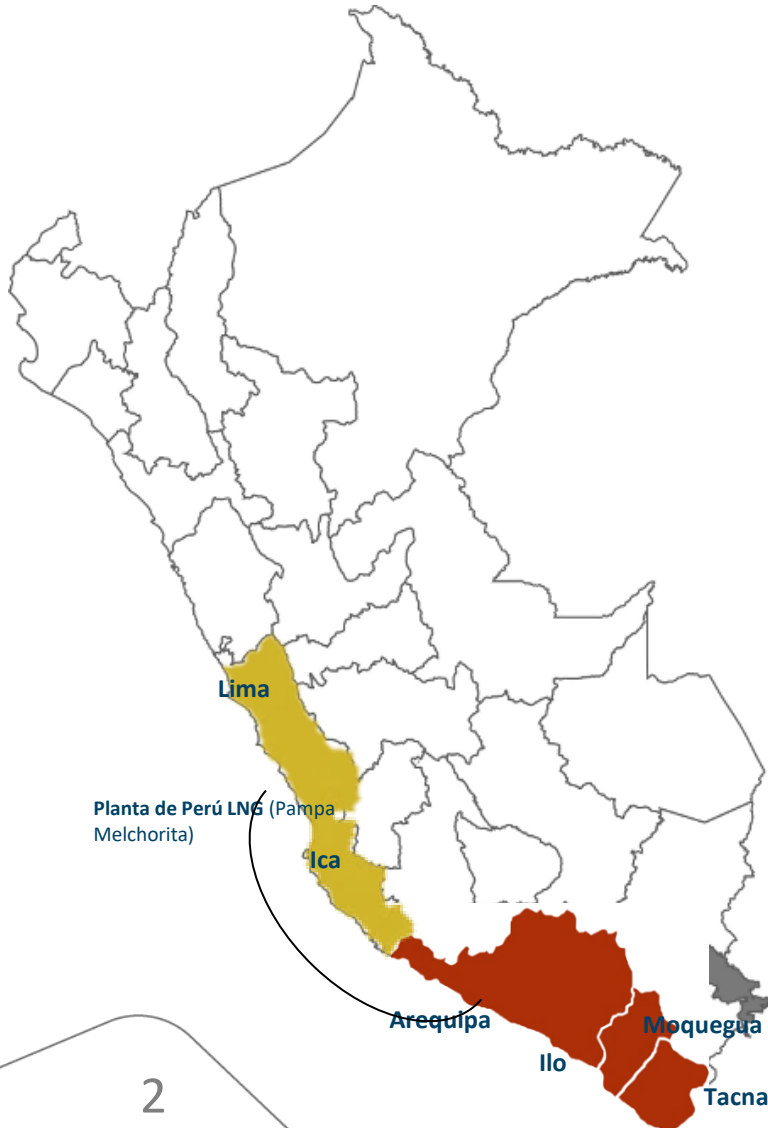 Lima
Planta de Perú LNG (Pampa
Melchorita)
Ica
Arequipa
Moquegua
Ilo
Tacna
2